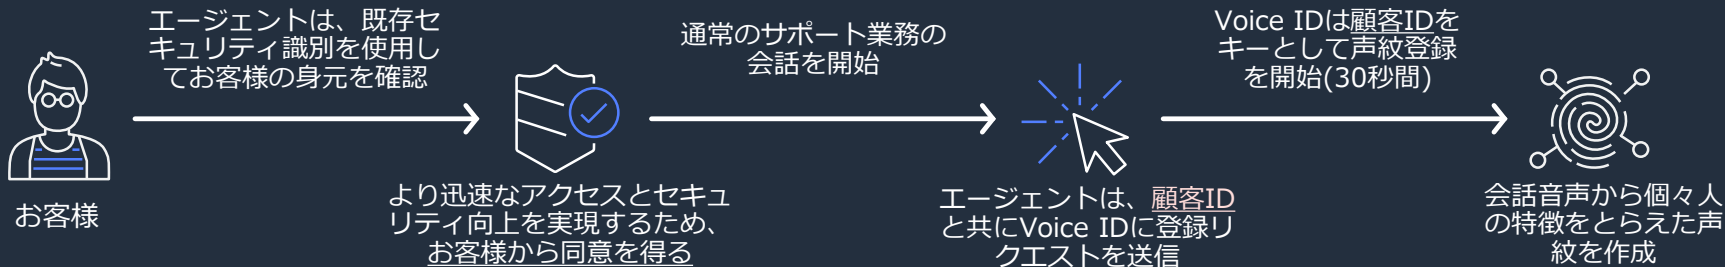 お客様
エージェントは、既存セ
キュリティ識別を使用し
てお客様の身元を確認
より迅速なアクセスとセキュ
リティ向上を実現するため、
お客様から同意を得る
通常のサポート業務の
会話を開始
エージェントは、顧客ID
と共にVoice IDに登録リ
クエストを送信
Voice IDは顧客IDを
キーとして声紋登録
を開始(30秒間)
会話音声から個々人
の特徴をとらえた声
紋を作成